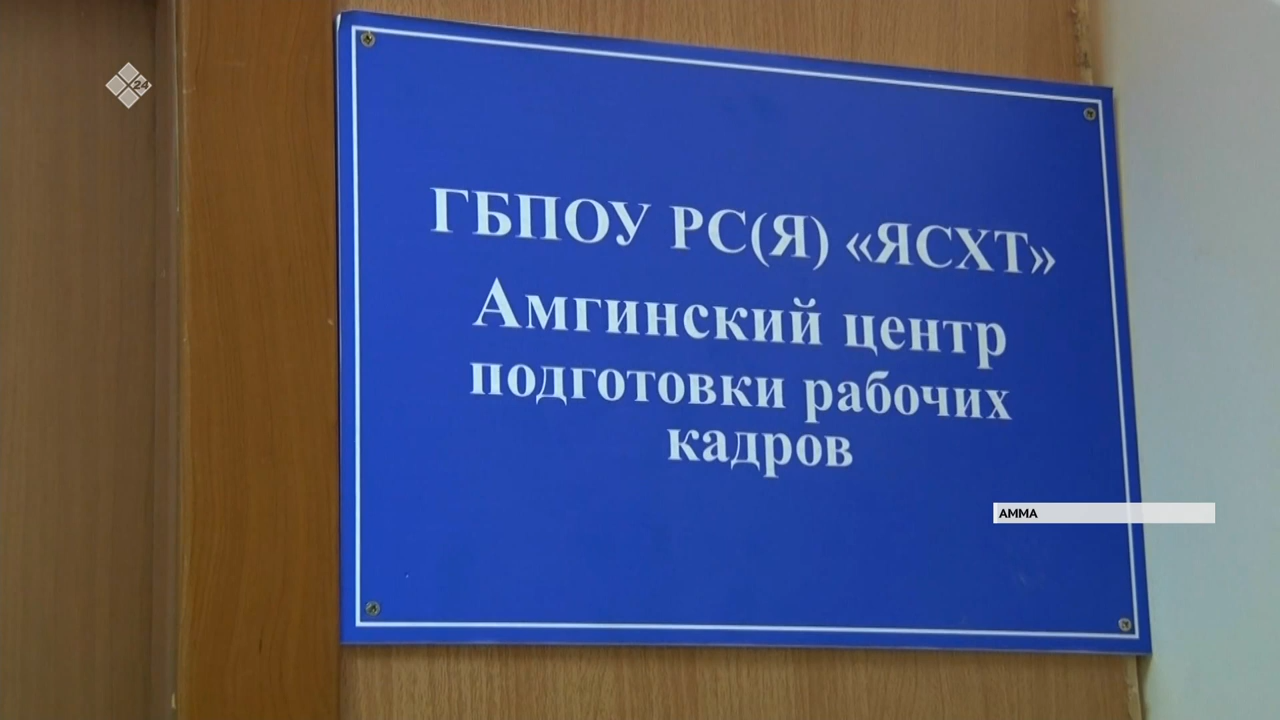 24
ГБПОУ РС(Я) «ЯСХТ»
Амгинский центр
подготовки рабочих
кадров
АММА